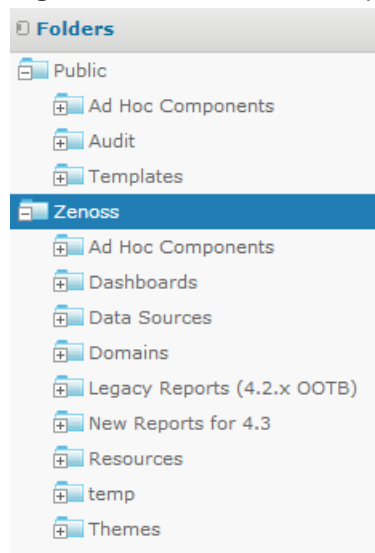 Folders
Public
Ad Hoc Components
Audit
Templates
Zenoss
Ad Hoc Components
Dashboards
Data Sources
Domains
Legacy Reports (4.2.x OOTB)
New Reports for 4.3
Resources
temp
Themes